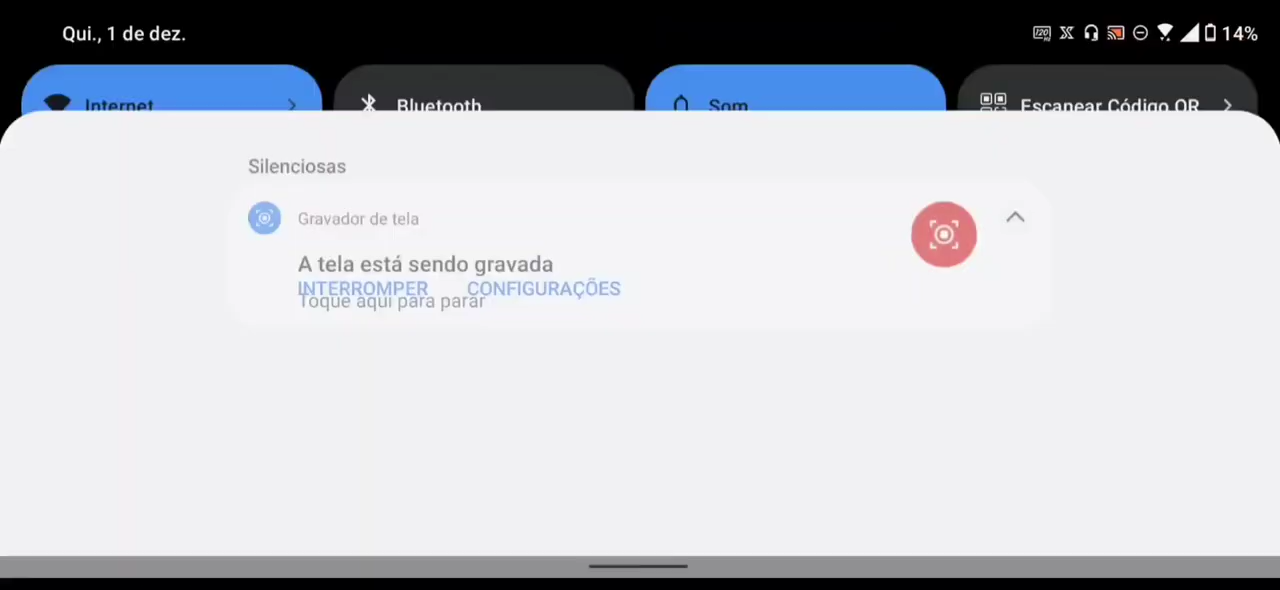 Qui., 1 de dez.
120 14%
Internet
Bluetooth
Som
Escanear Código QR
Silenciosas
Gravador de tela
A tela está sendo gravada
INTERROMPER CONFIGURAÇÕES
Toque aqui para parar